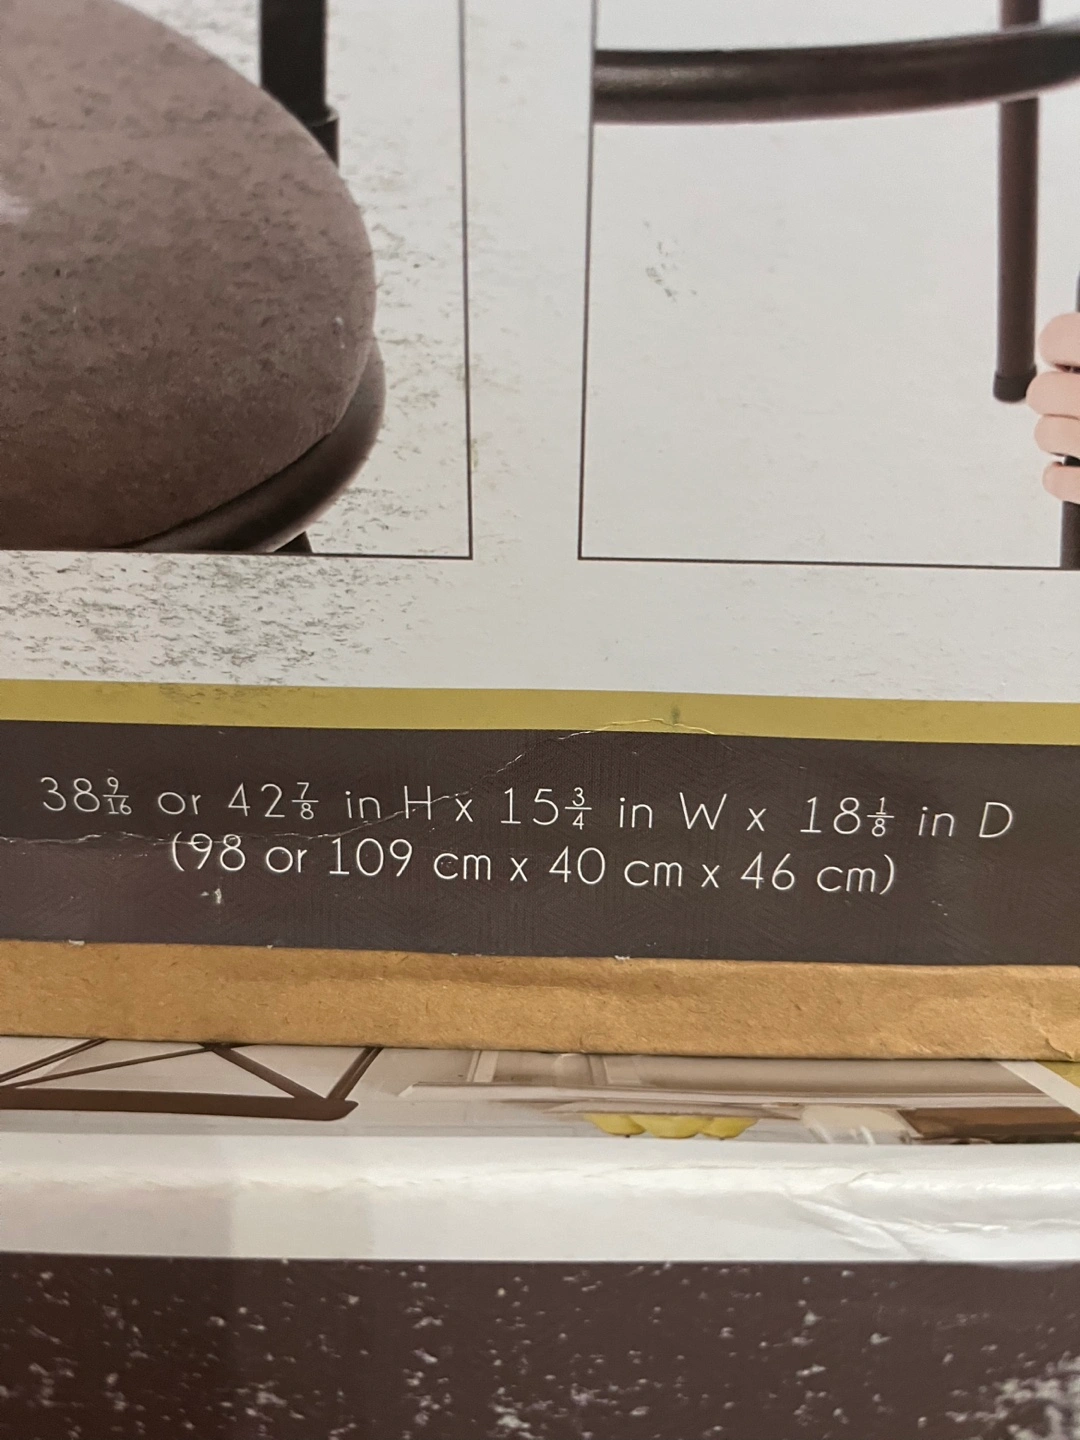 38 9/16 or 42 7/8 in H x 15 3/4 in W x 18 1/8 in D
(98 or 109 cm x 40 cm x 46 cm)